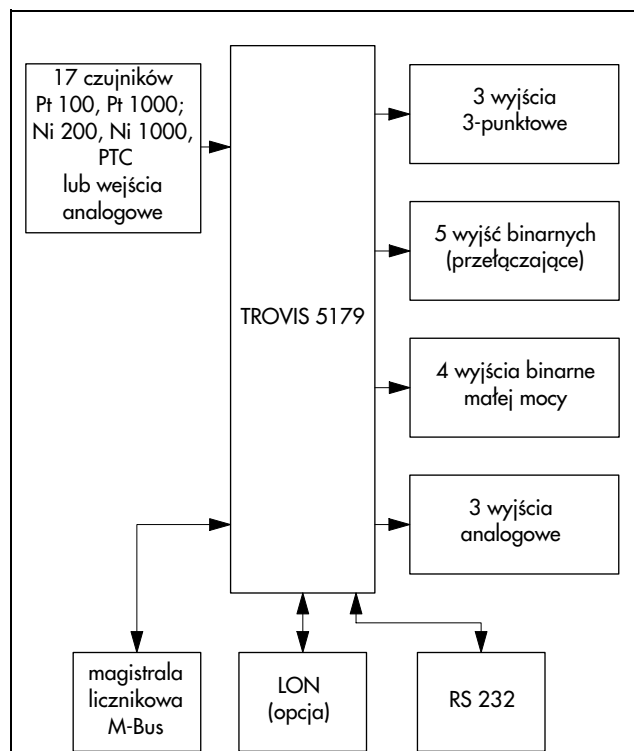 17 czujników
Pt 100, Pt 1000;
Ni 200, Ni 1000,
PTC
lub wejścia
analogowe
TROVIS 5179
3 wyjścia
3-punktowe
5 wyjść binarnych
(przełączające)
4 wyjścia binarne
małej mocy
3 wyjścia
analogowe
magistrala
licznikowa
M-Bus
LON
(opcja)
RS 232